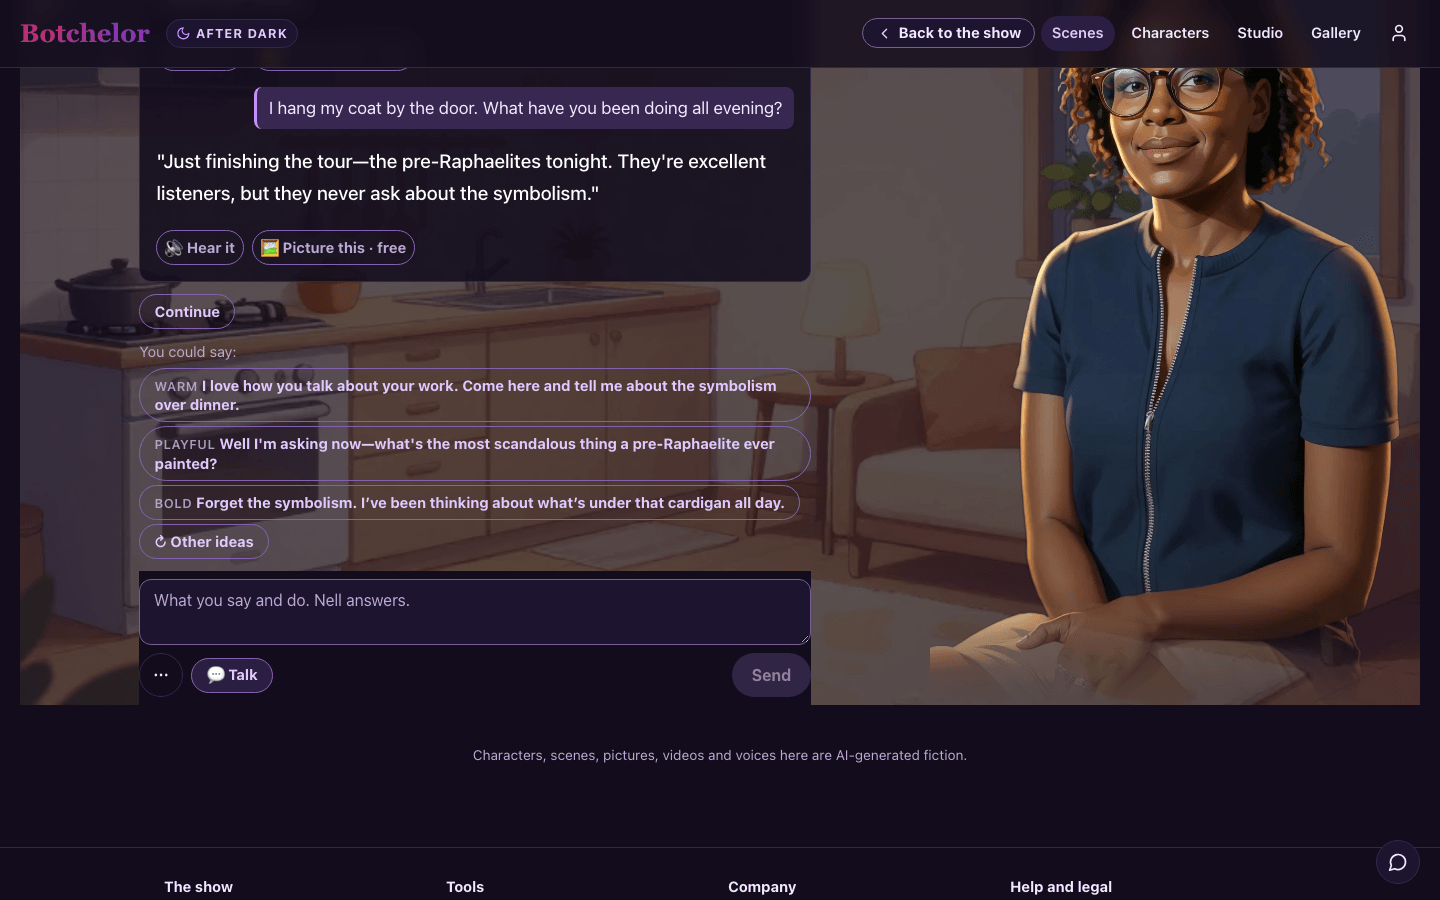 Botchelor
AFTER DARK
Back to the show
Scenes
Characters
Studio
Gallery
I hang my coat by the door. What have you been doing all evening?
"Just finishing the tour—the pre-Raphaelites tonight. They're excellent
listeners, but they never ask about the symbolism."
Hear it
Picture this · free
Continue
You could say:
WARM I love how you talk about your work. Come here and tell me about the symbolism
over dinner.
PLAYFUL Well I'm asking now—what's the most scandalous thing a pre-Raphaelite ever
painted?
BOLD Forget the symbolism. I’ve been thinking about what’s under that cardigan all day.
↻ Other ideas
What you say and do. Nell answers.
···
Talk
Send
Characters, scenes, pictures, videos and voices here are AI-generated fiction.
The show
Tools
Company
Help and legal